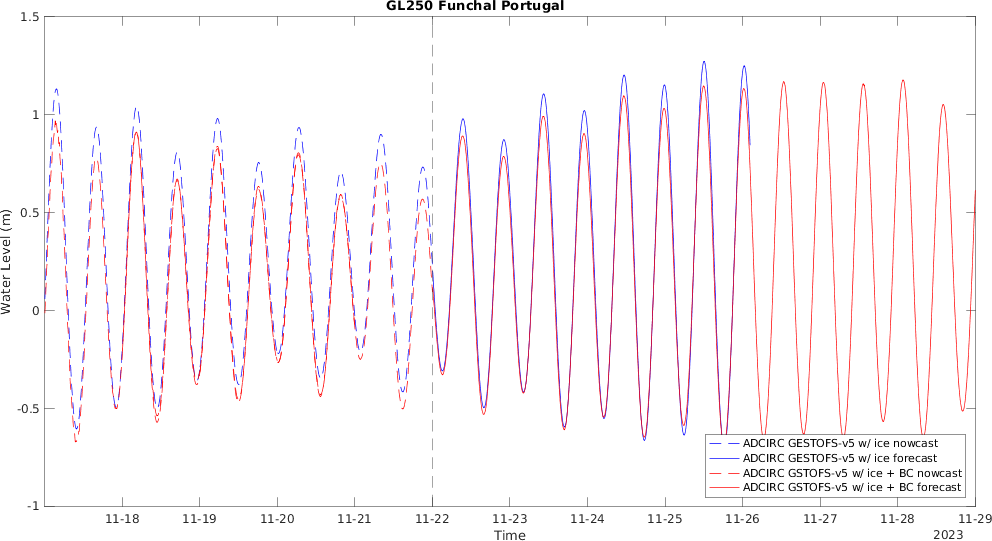 GL250 Funchal Portugal
1.5
1
0.5
0
-0.5
-1
Water Level (m)
ADCIRC GESTOFS-v5 w/ ice nowcast
ADCIRC GESTOFS-v5 w/ ice forecast
ADCIRC GSTOFS-v5 w/ ice + BC nowcast
ADCIRC GSTOFS-v5 w/ ice + BC forecast
11-18 11-19 11-20 11-21 11-22 11-23 11-24 11-25 11-26 11-27 11-28 11-29
Time
2023